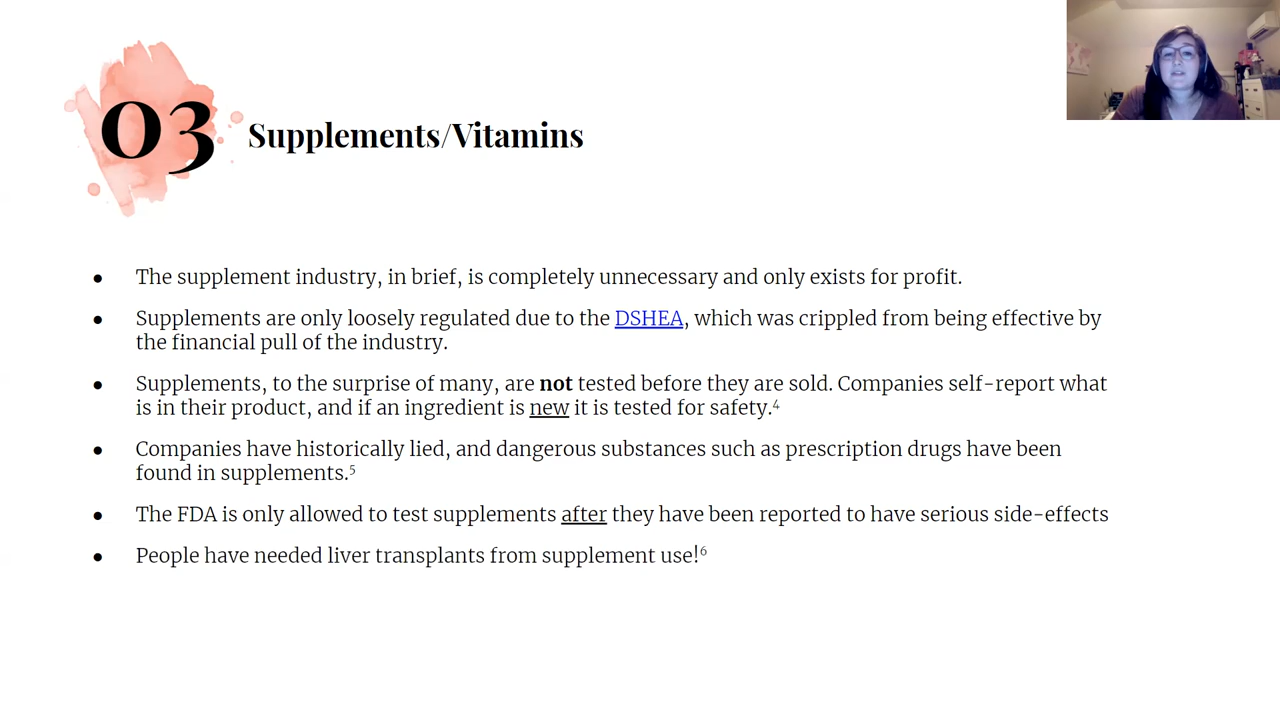 03
Supplements/Vitamins
● The supplement industry, in brief, is completely unnecessary and only exists for profit.
● Supplements are only loosely regulated due to the DSHEA, which was crippled from being effective by
the financial pull of the industry.
● Supplements, to the surprise of many, are not tested before they are sold. Companies self-report what
is in their product, and if an ingredient is new it is tested for safety.⁴
● Companies have historically lied, and dangerous substances such as prescription drugs have been
found in supplements.⁵
● The FDA is only allowed to test supplements after they have been reported to have serious side-effects
● People have needed liver transplants from supplement use!⁶